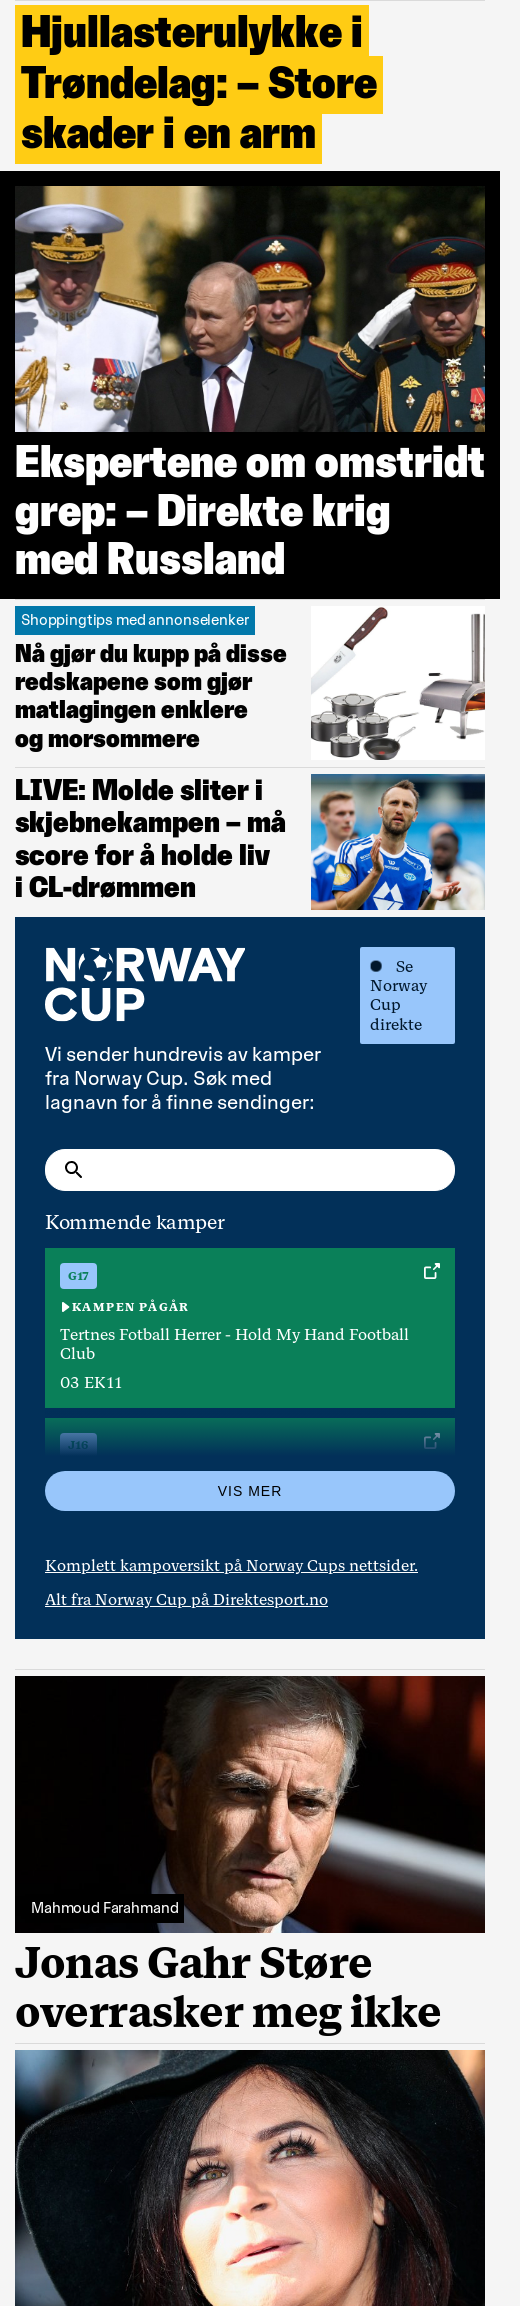 Hjullasterulykke i
Trøndelag: – Store
skader i en arm
Ekspertene om omstridt
grep: – Direkte krig
med Russland
Shoppingtips med annonselenker
Nå gjør du kupp på disse
redskapene som gjør
matlagingen enklere
og morsommere
LIVE: Molde sliter i
skjebnekampen – må
score for å holde liv
i CL-drømmen
NORWAY
CUP
Se
Norway
Cup
direkte
Vi sender hundrevis av kamper
fra Norway Cup. Søk med
lagnavn for å finne sendinger:
Kommende kamper
G17
KAMPEN PÅGÅR
Tertnes Fotball Herrer - Hold My Hand Football
Club
03 EK11
J16
VIS MER
Komplett kampoversikt på Norway Cups nettsider.
Alt fra Norway Cup på Direktesport.no
Mahmoud Farahmand
Jonas Gahr Støre
overrasker meg ikke